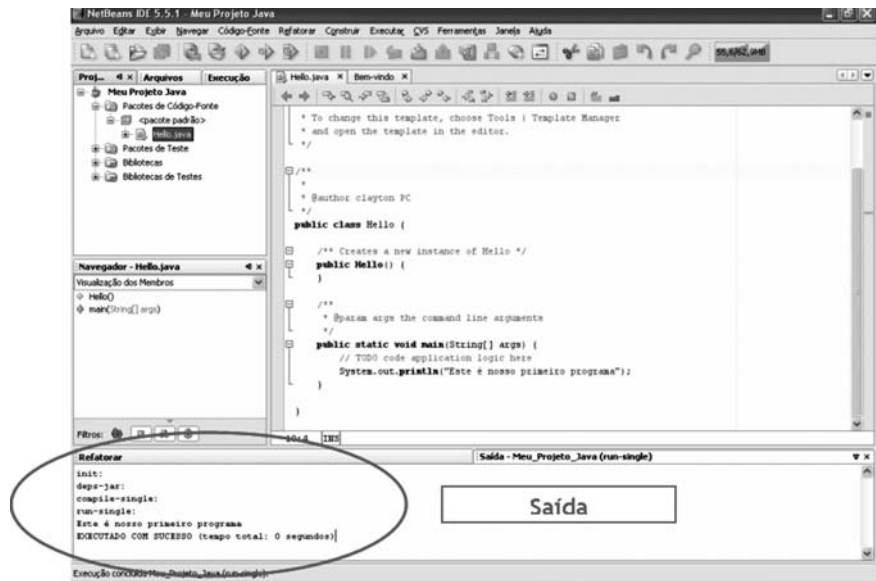 NetBeans IDE 5.5.1 - Meu Projeto Java
Arquivo Editar Exibir Navegar Código-Fonte Refatorar Construir Executar CVS Ferramentas Janela Ajuda
Proj... Arquivos Execução
Meu Projeto Java
Pacotes de Código-Fonte
<pacote padrão>
Hello.java
Pacotes de Teste
Bibliotecas
Bibliotecas de Testes
Navegador - Hello.java
Visualização dos Membros
Hello()
main(String[] args)
Filtros:
Hello.java Bem-vindo
* To change this template, choose Tools | Template Manager
* and open the template in the editor.
*/
/**
*
* @author clayton PC
*/
public class Hello {
/** Creates a new instance of Hello */
public Hello() {
}
/**
* @param args the command line arguments
*/
public static void main(String[] args) {
// TODO code application logic here
System.out.println("Este é nosso primeiro programa");
}
}
INS
Refatorar
Saída - Meu_Projeto_Java (run-single)
init:
deps-jar:
compile-single:
run-single:
Este é nosso primeiro programa
EXECUTADO COM SUCESSO (tempo total: 0 segundos)
Saída
Execução concluída Meu_Projeto_Java (run-single).